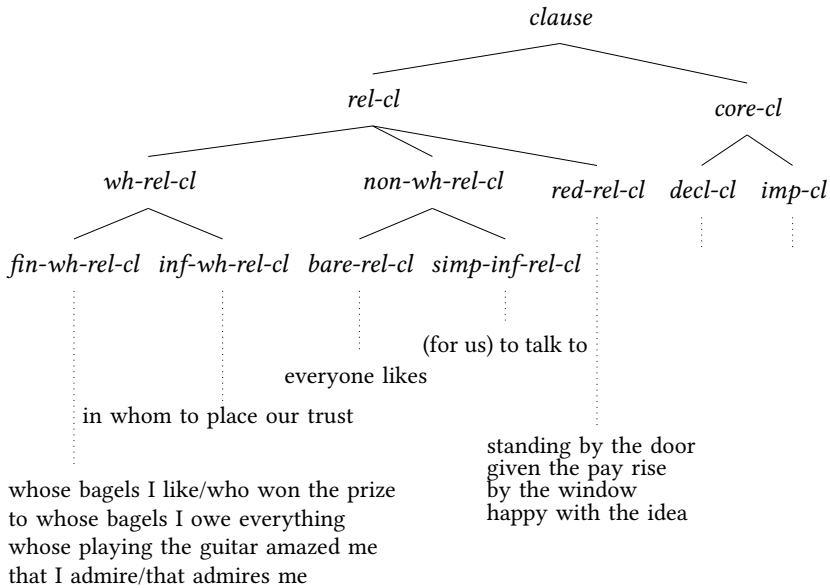 clause
rel-cl
core-cl
wh-rel-cl
non-wh-rel-cl
red-rel-cl
decl-cl
imp-cl
fin-wh-rel-cl
inf-wh-rel-cl
bare-rel-cl
simp-inf-rel-cl
(for us) to talk to
everyone likes
in whom to place our trust
standing by the door
given the pay rise
by the window
happy with the idea
whose bagels I like/who won the prize
to whose bagels I owe everything
whose playing the guitar amazed me
that I admire/that admires me